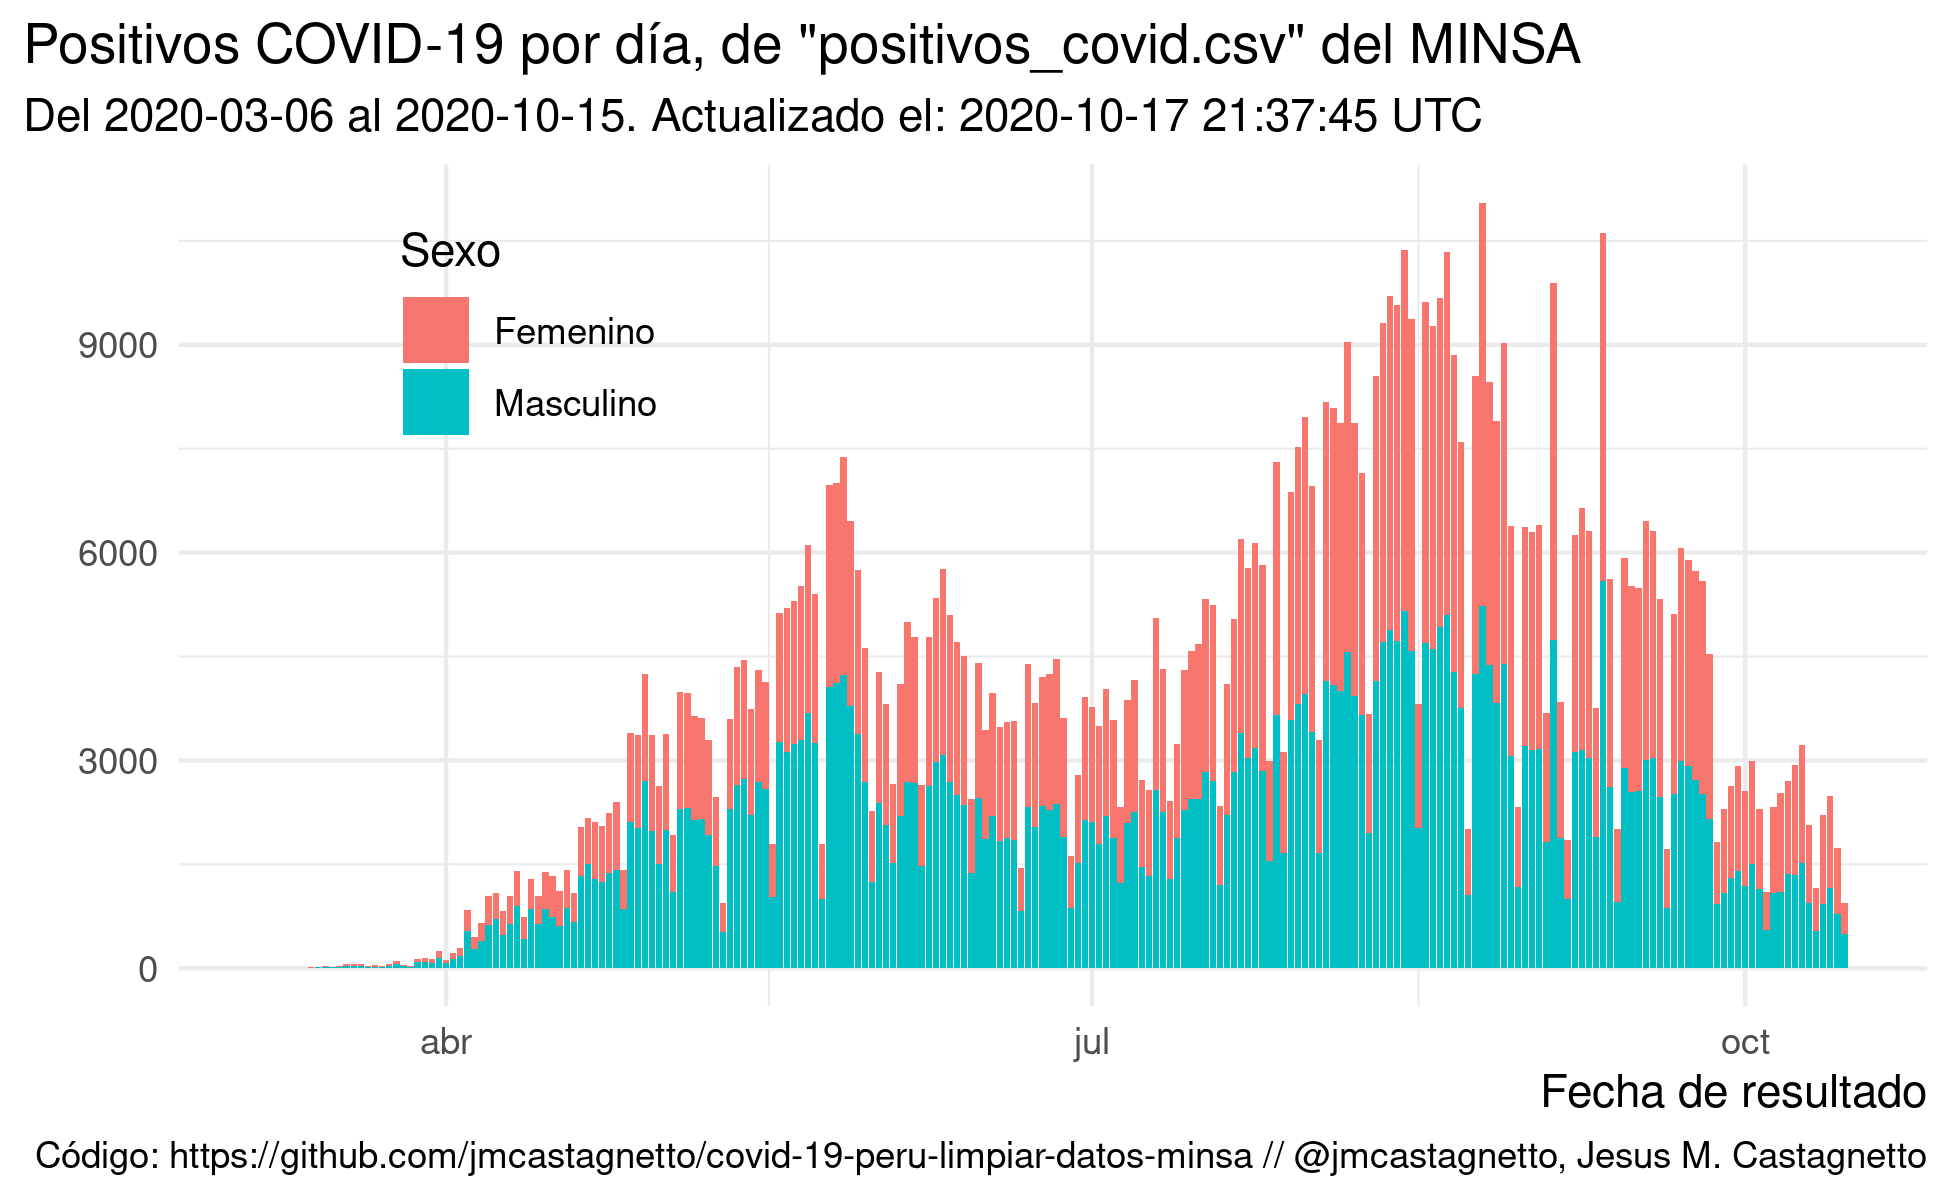 Positivos COVID-19 por día, de "positivos_covid.csv" del MINSA
Del 2020-03-06 al 2020-10-15. Actualizado el: 2020-10-17 21:37:45 UTC
Sexo
Femenino
Masculino
9000
6000
3000
0
abr jul oct
Fecha de resultado
Código: https://github.com/jmcastagnetto/covid-19-peru-limpiar-datos-minsa // @jmcastagnetto, Jesus M. Castagnetto